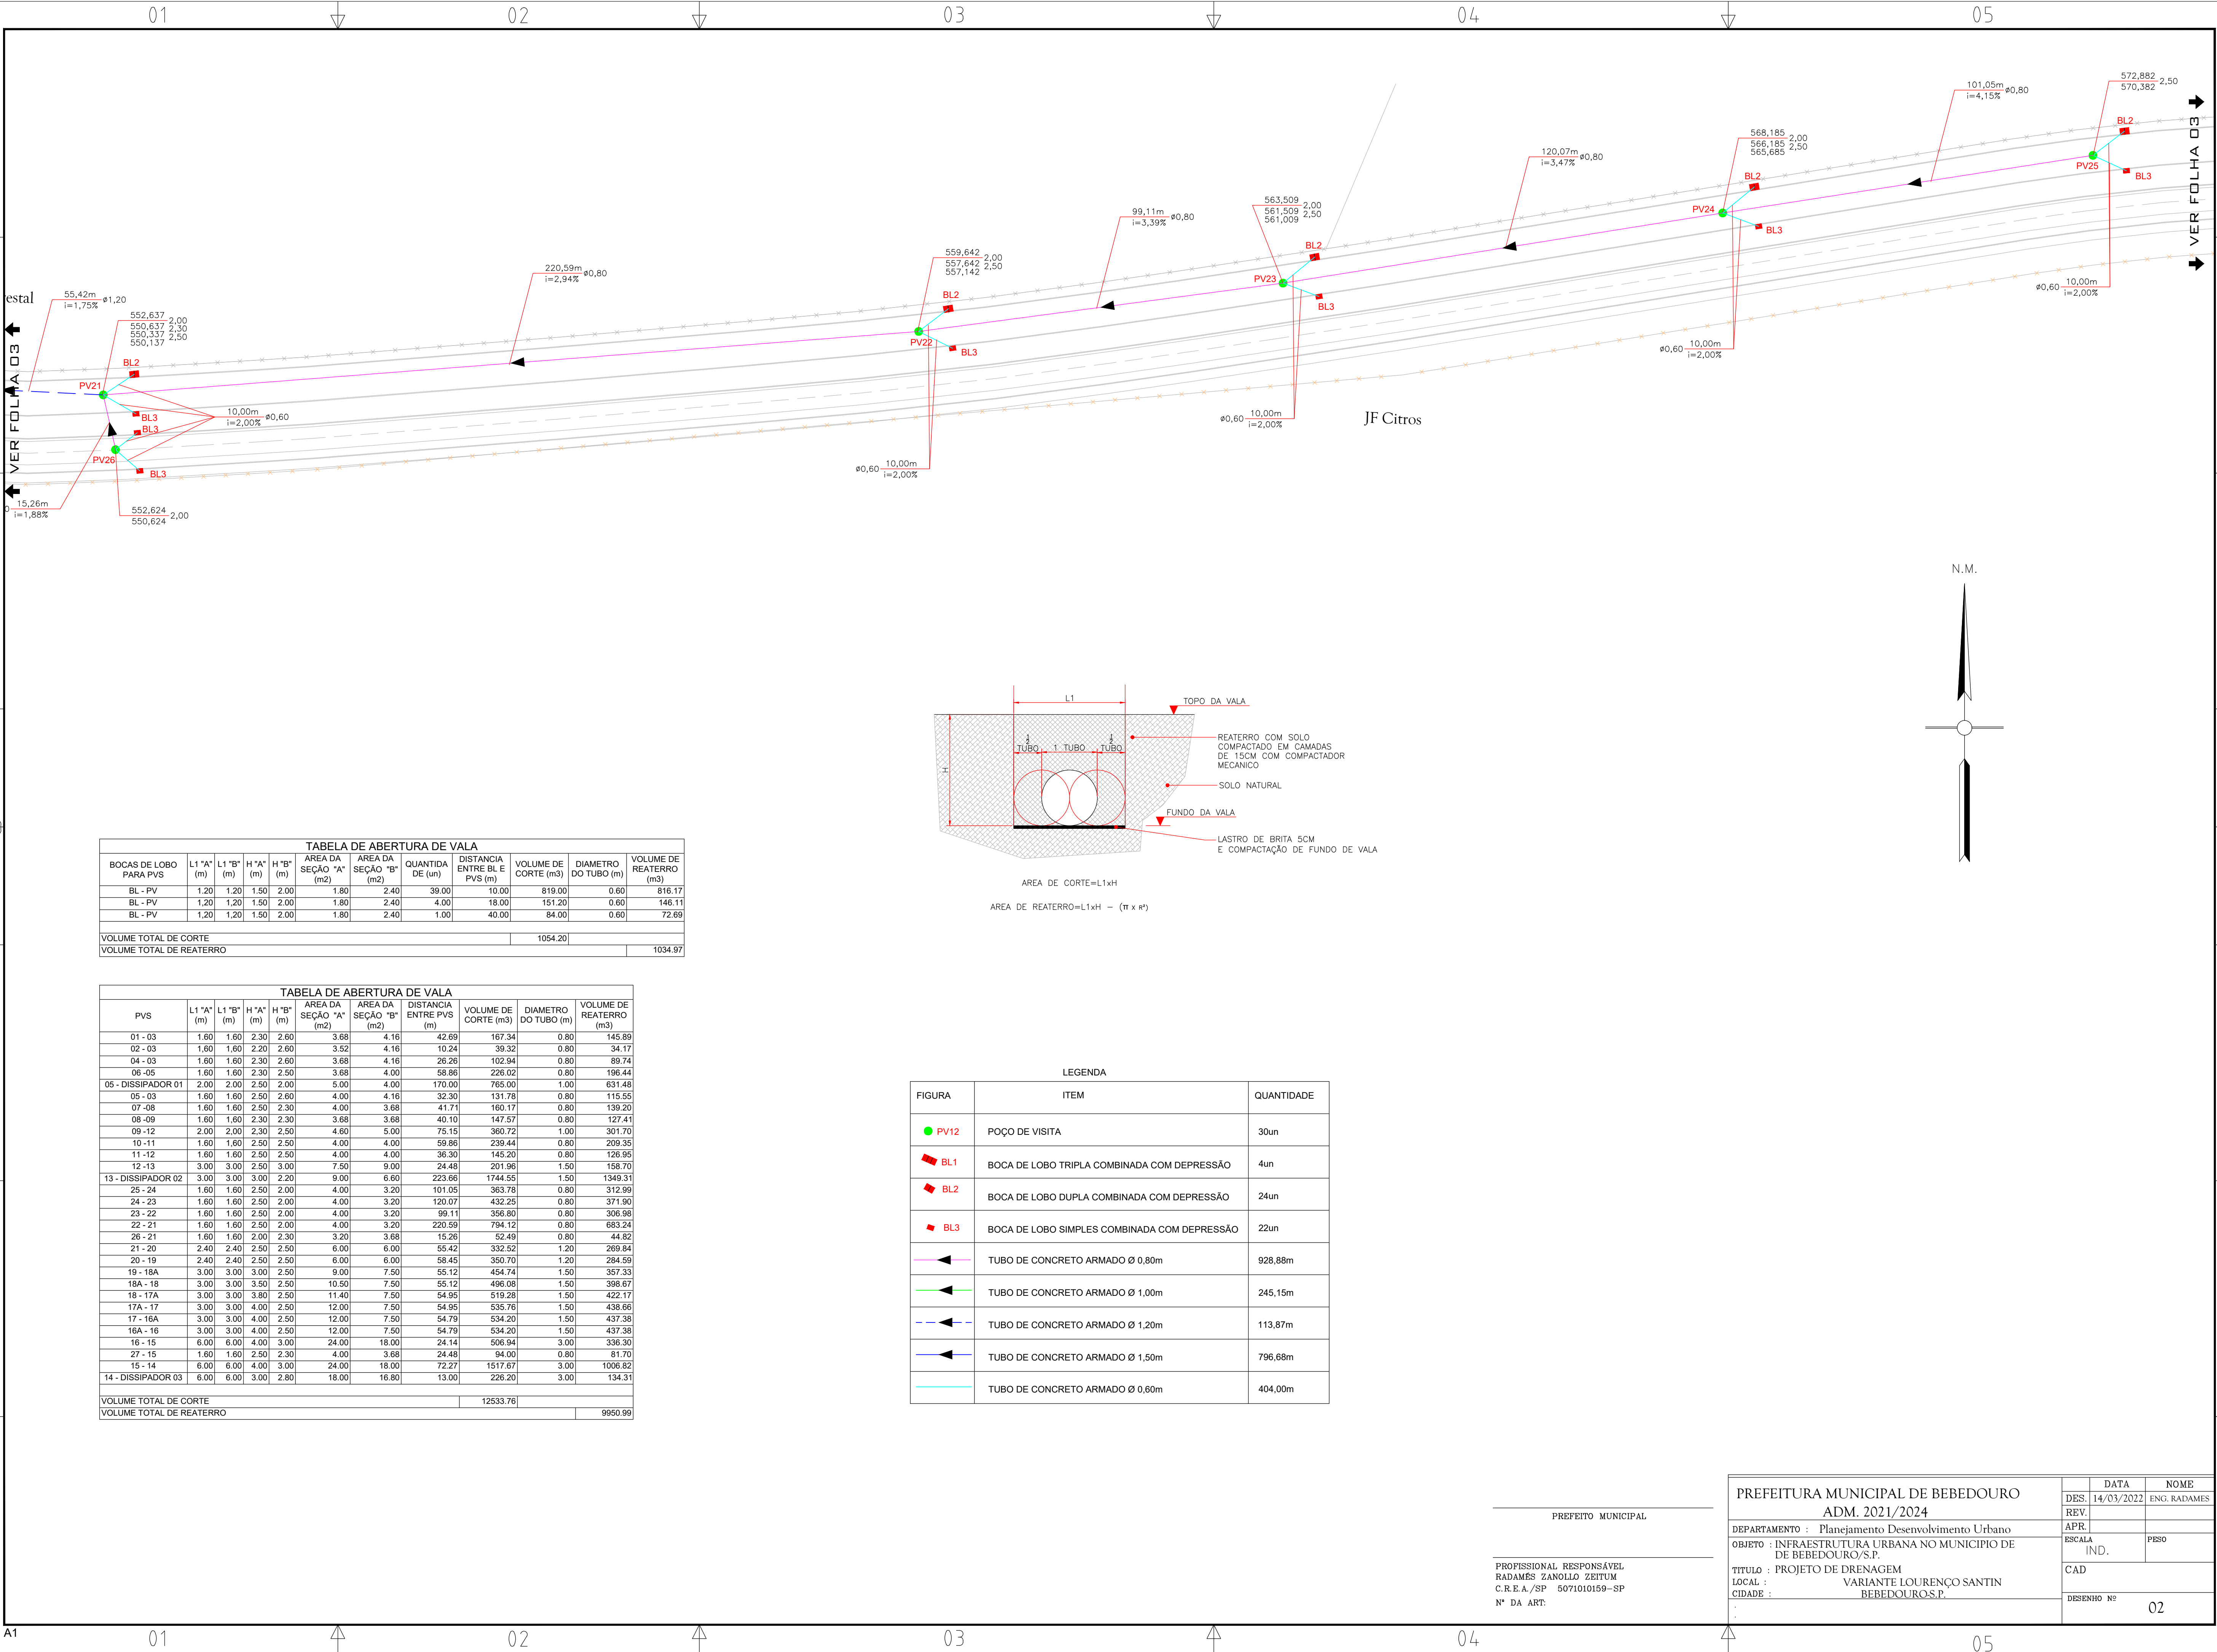 01 02 03 04 05
572,882 2,50
570,382
101,05m ø0,80
i=4,15%
BL2
PV25
BL3
VER FOLHA 03
568,185 2,00
566,185 2,50
565,685
BL2
PV24
BL3
120,07m ø0,80
i=3,47%
563,509 2,00
561,509 2,50
561,009
BL2
PV23
BL3
99,11m ø0,80
i=3,39%
559,642 2,00
557,642 2,50
557,142
BL2
PV22
BL3
220,59m ø0,80
i=2,94%
estal
55,42m ø1,20
i=1,75%
552,637 2,00
550,637 2,30
550,337 2,50
550,137
BL2
PV21
BL3
BL3
PV26
BL3
VER FOLHA 03
10,00m ø0,60
i=2,00%
0 15,26m
i=1,88%
552,624 2,00
550,624
ø0,60 10,00m
i=2,00%
ø0,60 10,00m
i=2,00%
ø0,60 10,00m
i=2,00%
ø0,60 10,00m
i=2,00%
JF Citros
N.M.
L1
TOPO DA VALA
1/2 TUBO 1 TUBO 1/2 TUBO
H
REATERRO COM SOLO
COMPACTADO EM CAMADAS
DE 15CM COM COMPACTADOR
MECANICO
SOLO NATURAL
FUNDO DA VALA
LASTRO DE BRITA 5CM
E COMPACTAÇÃO DE FUNDO DE VALA
AREA DE CORTE=L1xH
AREA DE REATERRO=L1xH – (π x R²)
TABELA DE ABERTURA DE VALA
BOCAS DE LOBO PARA PVS | L1 "A" (m) | L1 "B" (m) | H "A" (m) | H "B" (m) | AREA DA SEÇÃO "A" (m2) | AREA DA SEÇÃO "B" (m2) | QUANTIDA DE (un) | DISTANCIA ENTRE BL E PVS (m) | VOLUME DE CORTE (m3) | DIAMETRO DO TUBO (m) | VOLUME DE REATERRO (m3)
BL - PV 1.20 1.20 1.50 2.00 1.80 2.40 39.00 10.00 819.00 0.60 816.17
BL - PV 1,20 1,20 1.50 2.00 1.80 2.40 4.00 18.00 151.20 0.60 146.11
BL - PV 1,20 1,20 1.50 2.00 1.80 2.40 1.00 40.00 84.00 0.60 72.69
VOLUME TOTAL DE CORTE 1054.20
VOLUME TOTAL DE REATERRO 1034.97
TABELA DE ABERTURA DE VALA
PVS | L1 "A" (m) | L1 "B" (m) | H "A" (m) | H "B" (m) | AREA DA SEÇÃO "A" (m2) | AREA DA SEÇÃO "B" (m2) | DISTANCIA ENTRE PVS (m) | VOLUME DE CORTE (m3) | DIAMETRO DO TUBO (m) | VOLUME DE REATERRO (m3)
01 - 03 1.60 1.60 2.30 2.60 3.68 4.16 42.69 167.34 0.80 145.89
02 - 03 1,60 1,60 2.20 2.60 3.52 4.16 10.24 39.32 0.80 34.17
04 - 03 1.60 1.60 2.30 2.60 3.68 4.16 26.26 102.94 0.80 89.74
06 -05 1.60 1.60 2.30 2.50 3.68 4.00 58.86 226.02 0.80 196.44
05 - DISSIPADOR 01 2.00 2.00 2.50 2.00 5.00 4.00 170.00 765.00 1.00 631.48
05 - 03 1.60 1.60 2.50 2.60 4.00 4.16 32.30 131.78 0.80 115.55
07 -08 1.60 1.60 2.50 2.30 4.00 3.68 41.71 160.17 0.80 139.20
08 -09 1.60 1,60 2.30 2.30 3.68 3.68 40.10 147.57 0.80 127.41
09 -12 2.00 2.00 2.30 2.50 4.60 5.00 75.15 360.72 1.00 301.70
10 -11 1.60 1,60 2.50 2.50 4.00 4.00 59.86 239.44 0.80 209.35
11 -12 1.60 1.60 2.50 2.50 4.00 4.00 36.30 145.20 0.80 126.95
12 -13 3.00 3.00 2.50 3.00 7.50 9.00 24.48 201.96 1.50 158.70
13 - DISSIPADOR 02 3.00 3.00 3.00 2.20 9.00 6.60 223.66 1744.55 1.50 1349.31
25 - 24 1.60 1.60 2.50 2.00 4.00 3.20 101.05 363.78 0.80 312.99
24 - 23 1.60 1.60 2.50 2.00 4.00 3.20 120.07 432.25 0.80 371.90
23 - 22 1.60 1.60 2.50 2.00 4.00 3.20 99.11 356.80 0.80 306.98
22 - 21 1.60 1.60 2.50 2.00 4.00 3.20 220.59 794.12 0.80 683.24
26 - 21 1.60 1.60 2.00 2.30 3.20 3.68 15.26 52.49 0.80 44.82
21 - 20 2.40 2.40 2.50 2.50 6.00 6.00 55.42 332.52 1.20 269.84
20 - 19 2.40 2.40 2.50 2.50 6.00 6.00 58.45 350.70 1.20 284.59
19 - 18A 3.00 3.00 3.00 2.50 9.00 7.50 55.12 454.74 1.50 357.33
18A - 18 3.00 3.00 3.50 2.50 10.50 7.50 55.12 496.08 1.50 398.67
18 - 17A 3.00 3.00 3.80 2.50 11.40 7.50 54.95 519.28 1.50 422.17
17A - 17 3.00 3.00 4.00 2.50 12.00 7.50 54.95 535.76 1.50 438.66
17 - 16A 3.00 3.00 4.00 2.50 12.00 7.50 54.79 534.20 1.50 437.38
16A - 16 3.00 3.00 4.00 2.50 12.00 7.50 54.79 534.20 1.50 437.38
16 - 15 6.00 6.00 4.00 3.00 24.00 18.00 24.14 506.94 3.00 336.30
27 - 15 1.60 1.60 2.50 2.30 4.00 3.68 24.48 94.00 0.80 81.70
15 - 14 6.00 6.00 4.00 3.00 24.00 18.00 72.27 1517.67 3.00 1006.82
14 - DISSIPADOR 03 6.00 6.00 3.00 2.80 18.00 16.80 13.00 226.20 3.00 134.31
VOLUME TOTAL DE CORTE 12533.76
VOLUME TOTAL DE REATERRO 9950.99
LEGENDA
FIGURA ITEM QUANTIDADE
PV12 POÇO DE VISITA 30un
BL1 BOCA DE LOBO TRIPLA COMBINADA COM DEPRESSÃO 4un
BL2 BOCA DE LOBO DUPLA COMBINADA COM DEPRESSÃO 24un
BL3 BOCA DE LOBO SIMPLES COMBINADA COM DEPRESSÃO 22un
TUBO DE CONCRETO ARMADO Ø 0,80m 928,88m
TUBO DE CONCRETO ARMADO Ø 1,00m 245,15m
TUBO DE CONCRETO ARMADO Ø 1,20m 113,87m
TUBO DE CONCRETO ARMADO Ø 1,50m 796,68m
TUBO DE CONCRETO ARMADO Ø 0,60m 404,00m
PREFEITO MUNICIPAL
PROFISSIONAL RESPONSÁVEL
RADAMÉS ZANOLLO ZEITUM
C.R.E.A./SP 5071010159-SP
N° DA ART:
PREFEITURA MUNICIPAL DE BEBEDOURO
ADM. 2021/2024
DEPARTAMENTO : Planejamento Desenvolvimento Urbano
OBJETO : INFRAESTRUTURA URBANA NO MUNICIPIO DE
DE BEBEDOURO/S.P.
TITULO : PROJETO DE DRENAGEM
LOCAL : VARIANTE LOURENÇO SANTIN
CIDADE : BEBEDOURO-S.P.
DATA NOME
DES. 14/03/2022 ENG. RADAMES
REV.
APR.
ESCALA IND. PESO
CAD
DESENHO Nº 02
A1
01 02 03 04 05